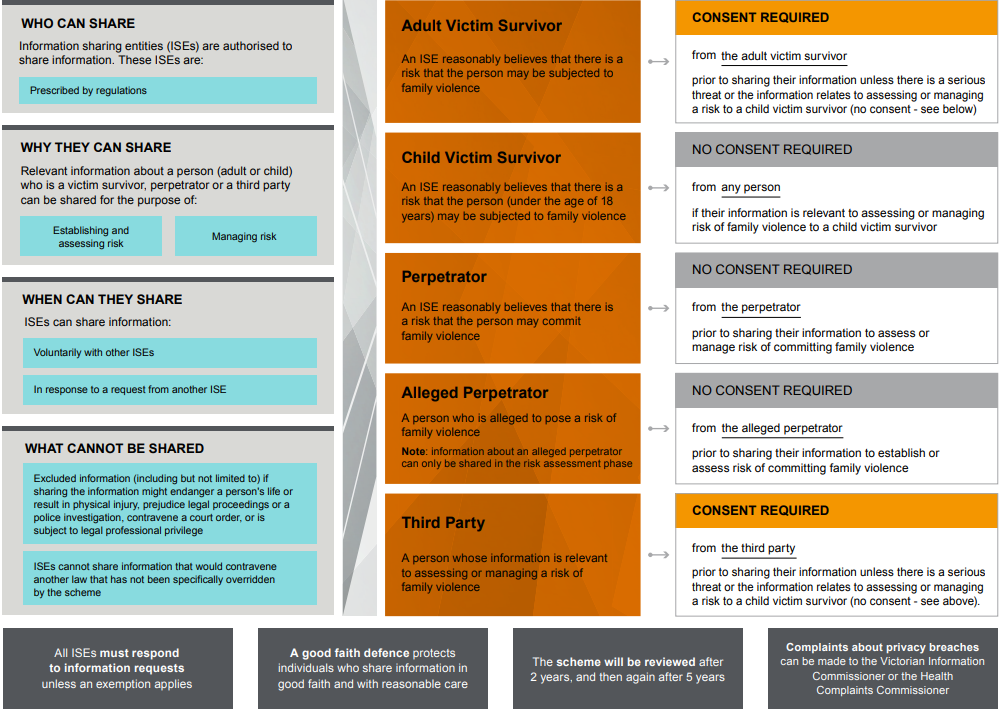 WHO CAN SHARE
Information sharing entities (ISEs) are authorised to
share information. These ISEs are:
Prescribed by regulations
WHY THEY CAN SHARE
Relevant information about a person (adult or child)
who is a victim survivor, perpetrator or a third party
can be shared for the purpose of:
Establishing and
assessing risk
Managing risk
WHEN CAN THEY SHARE
ISEs can share information:
Voluntarily with other ISEs
In response to a request from another ISE
WHAT CANNOT BE SHARED
Excluded information (including but not limited to) if
sharing the information might endanger a person's life or
result in physical injury, prejudice legal proceedings or a
police investigation, contravene a court order, or is
subject to legal professional privilege
ISEs cannot share information that would contravene
another law that has not been specifically overridden
by the scheme
Adult Victim Survivor
An ISE reasonably believes that there is a
risk that the person may be subjected to
family violence
CONSENT REQUIRED
from the adult victim survivor
prior to sharing their information unless there is a serious
threat or the information relates to assessing or managing
a risk to a child victim survivor (no consent - see below)
Child Victim Survivor
An ISE reasonably believes that there is a
risk that the person (under the age of 18
years) may be subjected to family violence
NO CONSENT REQUIRED
from any person
if their information is relevant to assessing or managing
risk of family violence to a child victim survivor
Perpetrator
An ISE reasonably believes that there is
a risk that the person may commit
family violence
NO CONSENT REQUIRED
from the perpetrator
prior to sharing their information to assess or
manage risk of committing family violence
Alleged Perpetrator
A person who is alleged to pose a risk of
family violence
Note: information about an alleged perpetrator
can only be shared in the risk assessment phase
NO CONSENT REQUIRED
from the alleged perpetrator
prior to sharing their information to establish or
assess risk of committing family violence
Third Party
A person whose information is relevant
to assessing or managing a risk of
family violence
CONSENT REQUIRED
from the third party
prior to sharing their information unless there is a serious
threat or the information relates to assessing or managing
a risk to a child victim survivor (no consent - see above).
All ISEs must respond
to information requests
unless an exemption applies
A good faith defence protects
individuals who share information in
good faith and with reasonable care
The scheme will be reviewed after
2 years, and then again after 5 years
Complaints about privacy breaches
can be made to the Victorian Information
Commissioner or the Health
Complaints Commissioner